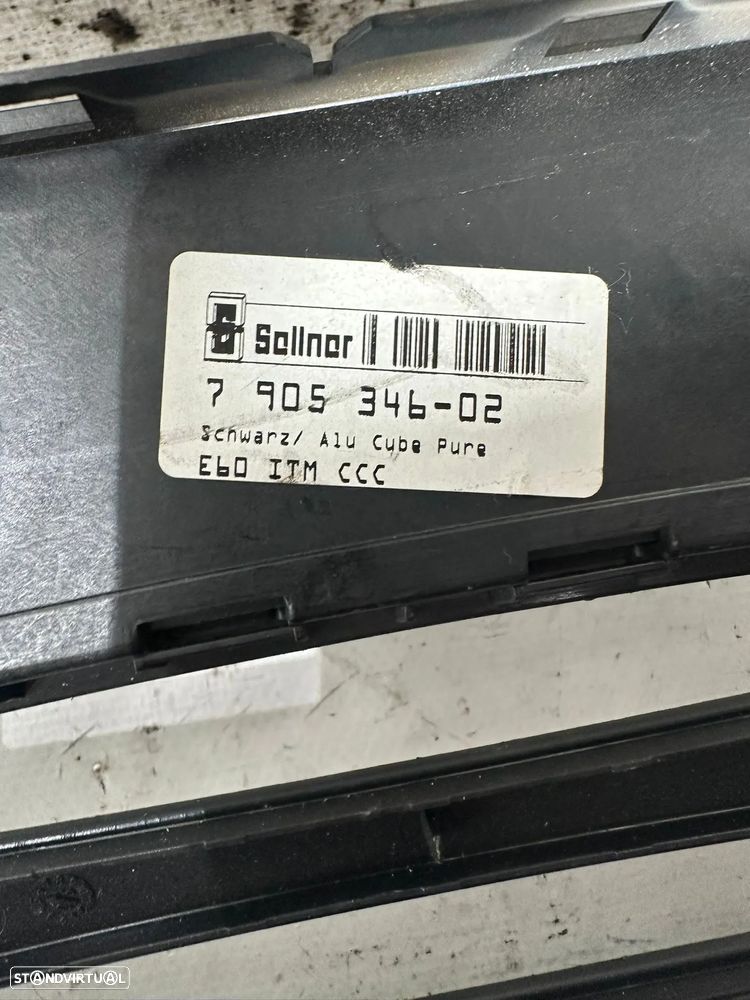 Sellner
7 905 346-02
Schwarz/ Alu Cube Pure
E60 ITM CCC
STANDVIRTUAL